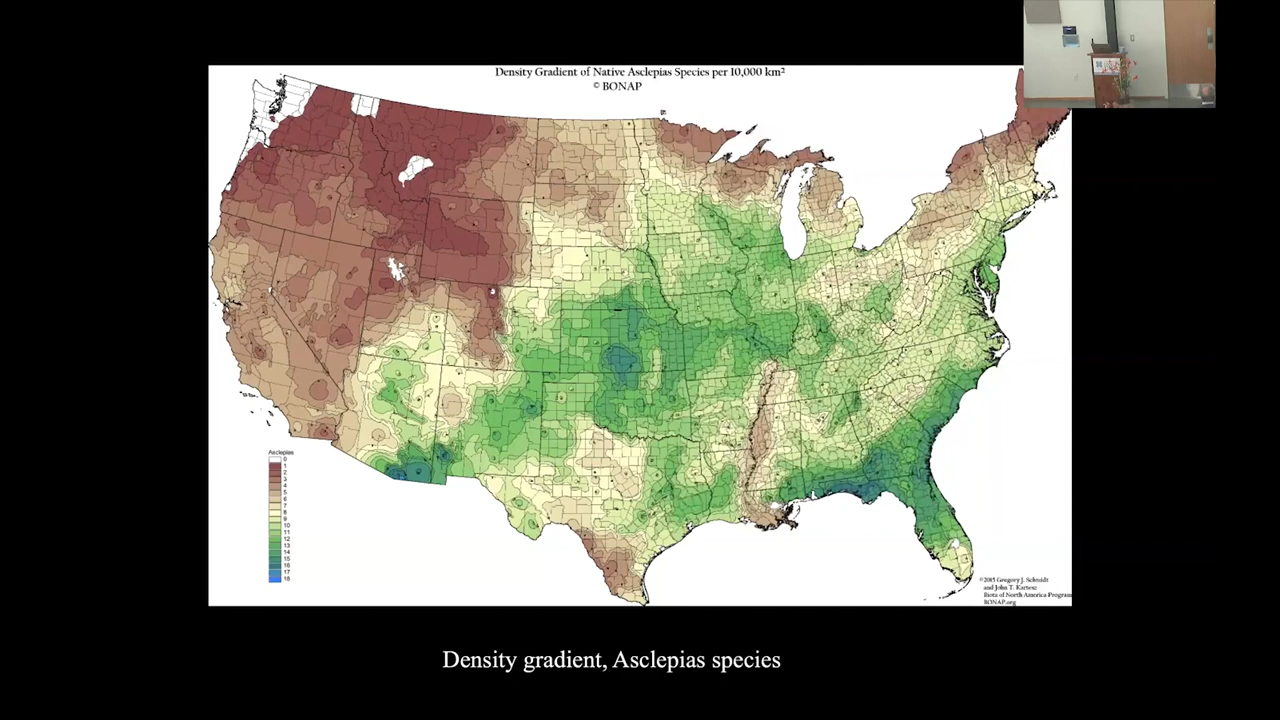 Density Gradient of Native Asclepias Species per 10,000 km²
© BONAP
Asclepias
0
1
2
3
4
5
6
7
8
9
10
11
12
13
14
15
16
17
18
©2015 Gregory J. Schmidt
and John T. Kartesz
Biota of North America Program
BONAP.org
Density gradient, Asclepias species